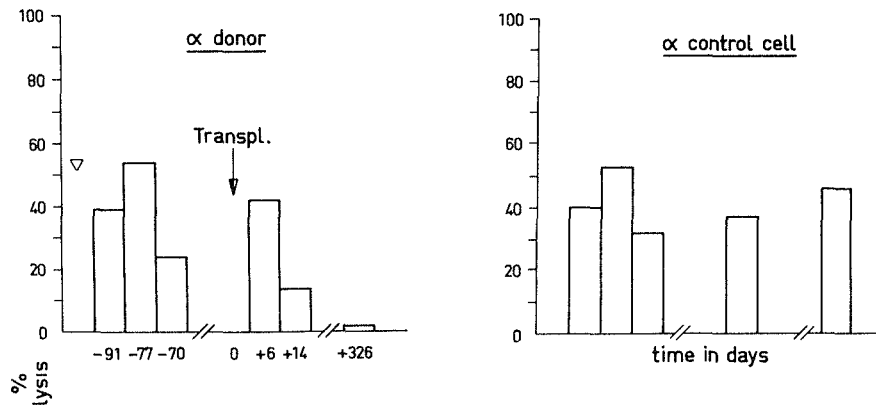 100
80
60
40
20
0
α donor
Transpl.
-91 -77 -70 0 +6 +14 +326
% lysis
100
80
60
40
20
0
α control cell
time in days